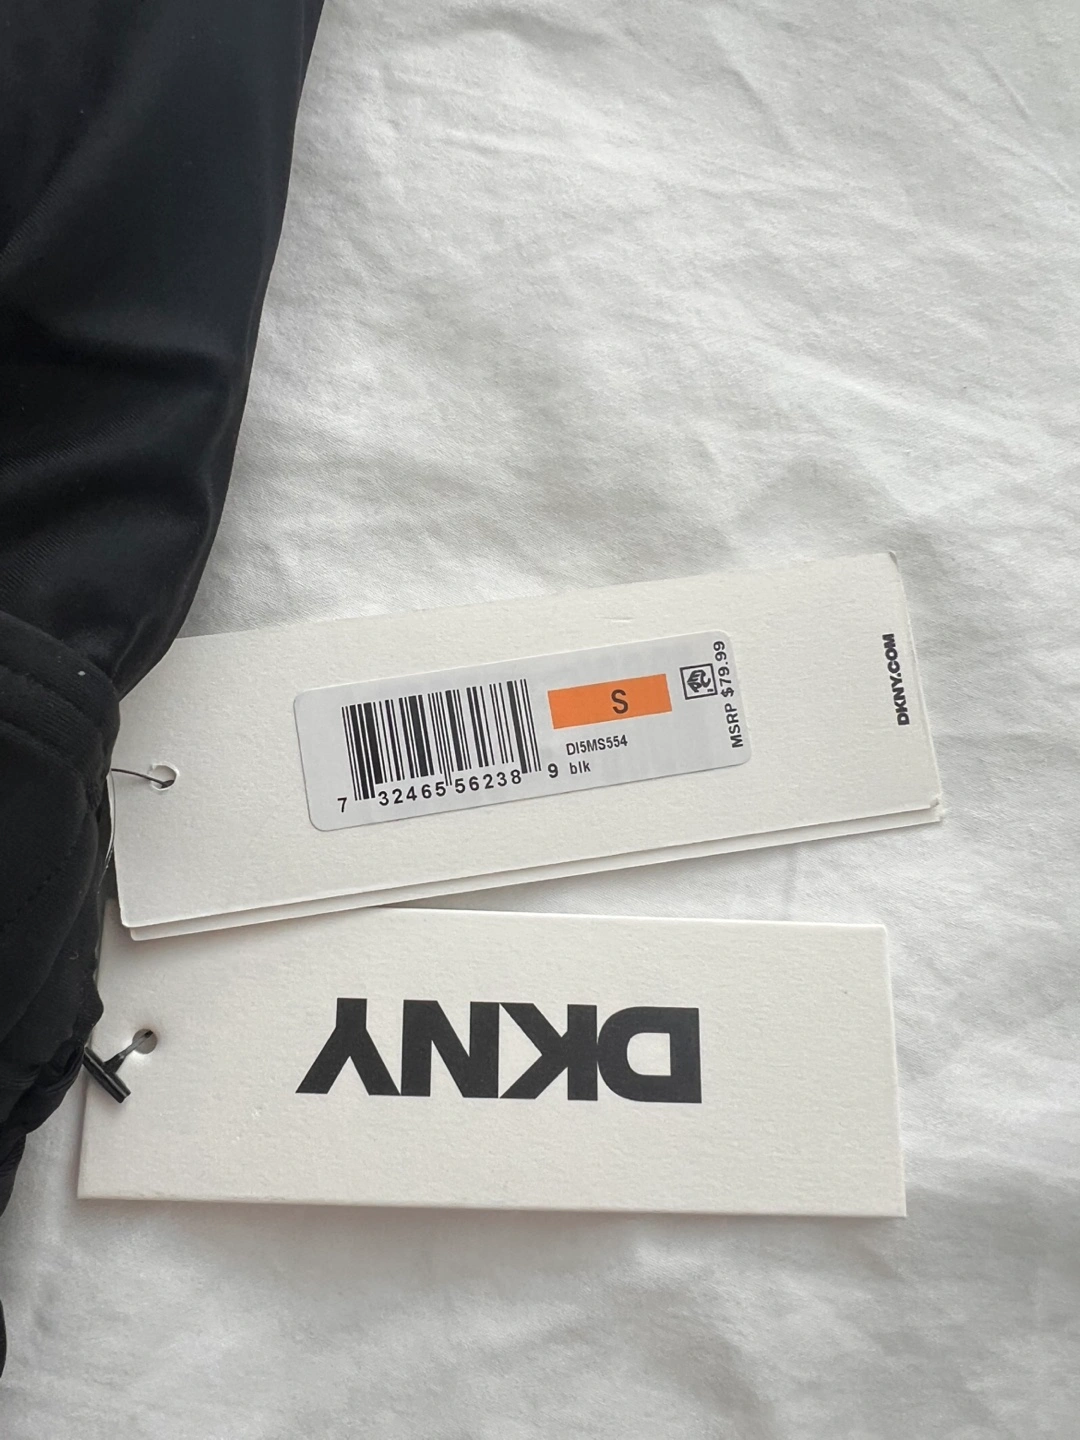 S
DI5MS554
blk
7 32465 56238 9
MSRP $79.99
DKNY.COM
DKNY